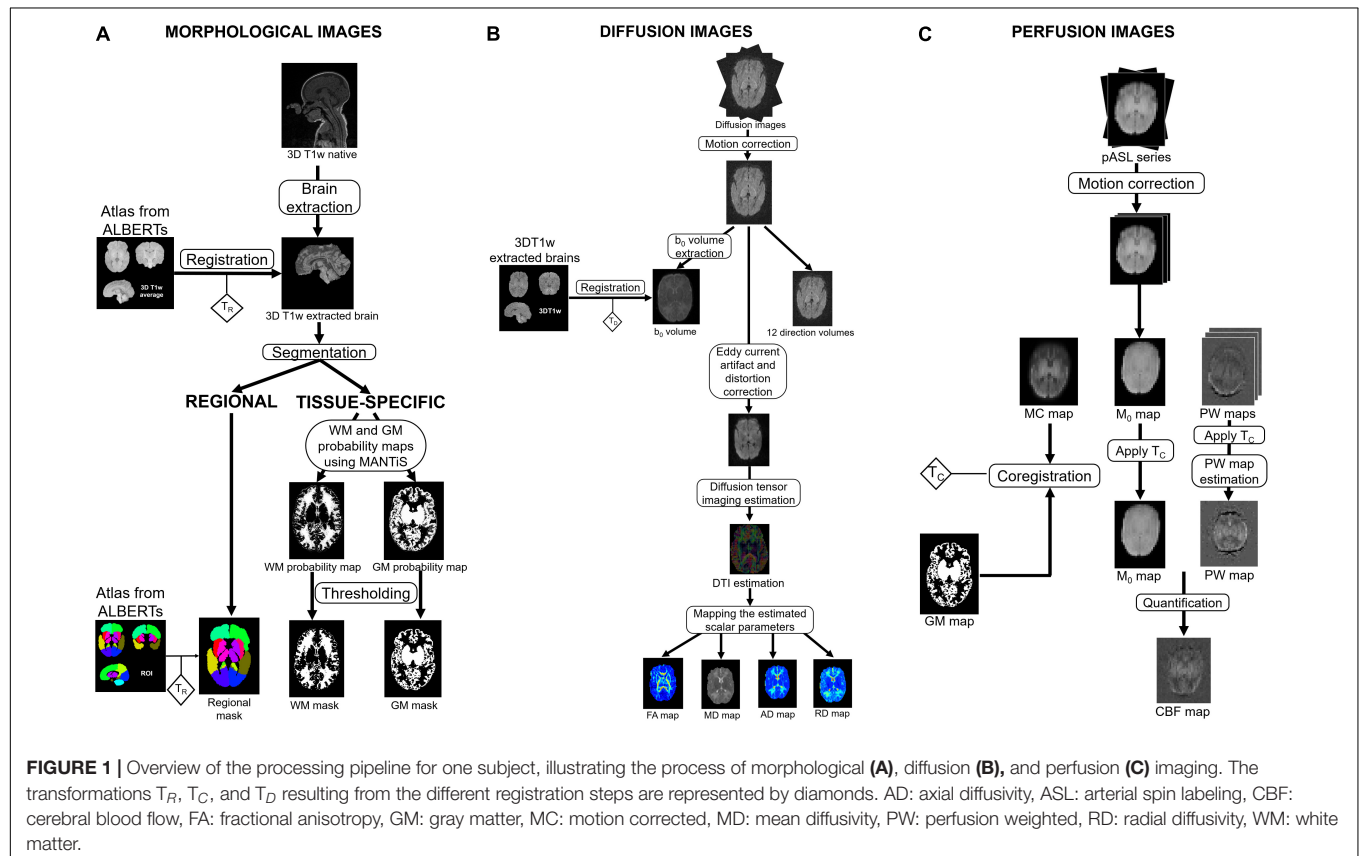 A MORPHOLOGICAL IMAGES
3D T1w native
Brain
extraction
Atlas from
ALBERTs
3D T1w
average
Registration
T_R
3D T1w extracted brain
Segmentation
REGIONAL
TISSUE-SPECIFIC
WM and GM
probability maps
using MANTiS
WM probability map
GM probability map
Thresholding
Atlas from
ALBERTs
ROI
T_R
Regional
mask
WM mask
GM mask
B DIFFUSION IMAGES
Diffusion images
Motion correction
b₀ volume
extraction
3DT1w
extracted brains
3DT1w
Registration
T_D
b₀ volume
12 direction volumes
Eddy current
artifact and
distortion
correction
Diffusion tensor
imaging estimation
DTI estimation
Mapping the estimated
scalar parameters
FA map
MD map
AD map
RD map
C PERFUSION IMAGES
pASL series
Motion correction
MC map
M₀ map
PW maps
Apply T_C
Apply T_C
PW map
estimation
T_C
Coregistration
GM map
M₀ map
PW map
Quantification
CBF map
FIGURE 1 | Overview of the processing pipeline for one subject, illustrating the process of morphological (A), diffusion (B), and perfusion (C) imaging. The
transformations T_R, T_C, and T_D resulting from the different registration steps are represented by diamonds. AD: axial diffusivity, ASL: arterial spin labeling, CBF:
cerebral blood flow, FA: fractional anisotropy, GM: gray matter, MC: motion corrected, MD: mean diffusivity, PW: perfusion weighted, RD: radial diffusivity, WM: white
matter.